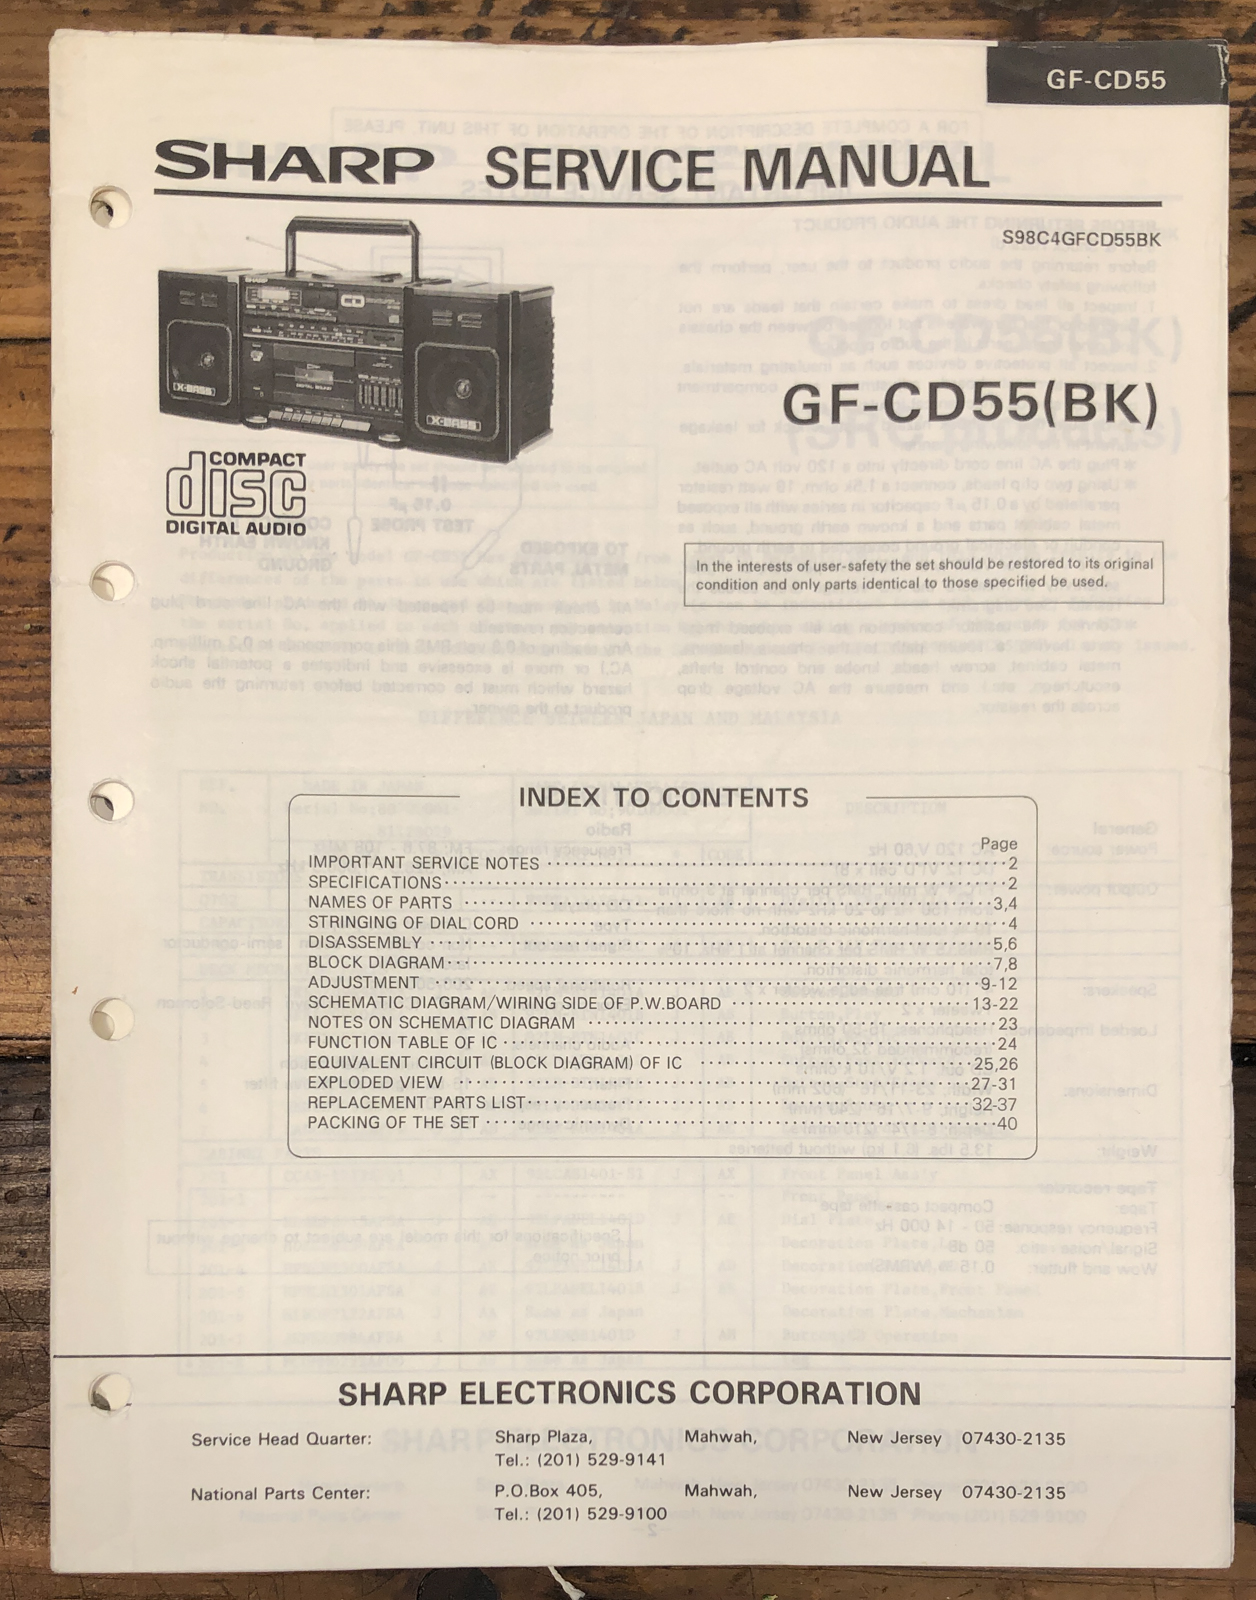 GF-CD55
SHARP SERVICE MANUAL
S98C4GFCD55BK
GF-CD55(BK)
X-BASS
X-BASS
CD
COMPACT
disc
DIGITAL AUDIO
In the interests of user-safety the set should be restored to its original
condition and only parts identical to those specified be used.
INDEX TO CONTENTS
Page
IMPORTANT SERVICE NOTES 2
SPECIFICATIONS 2
NAMES OF PARTS 3,4
STRINGING OF DIAL CORD 4
DISASSEMBLY 5,6
BLOCK DIAGRAM 7,8
ADJUSTMENT 9-12
SCHEMATIC DIAGRAM/WIRING SIDE OF P.W.BOARD 13-22
NOTES ON SCHEMATIC DIAGRAM 23
FUNCTION TABLE OF IC 24
EQUIVALENT CIRCUIT (BLOCK DIAGRAM) OF IC 25,26
EXPLODED VIEW 27-31
REPLACEMENT PARTS LIST 32-37
PACKING OF THE SET 40
SHARP ELECTRONICS CORPORATION
Service Head Quarter: Sharp Plaza, Mahwah, New Jersey 07430-2135
Tel.: (201) 529-9141
National Parts Center: P.O.Box 405, Mahwah, New Jersey 07430-2135
Tel.: (201) 529-9100